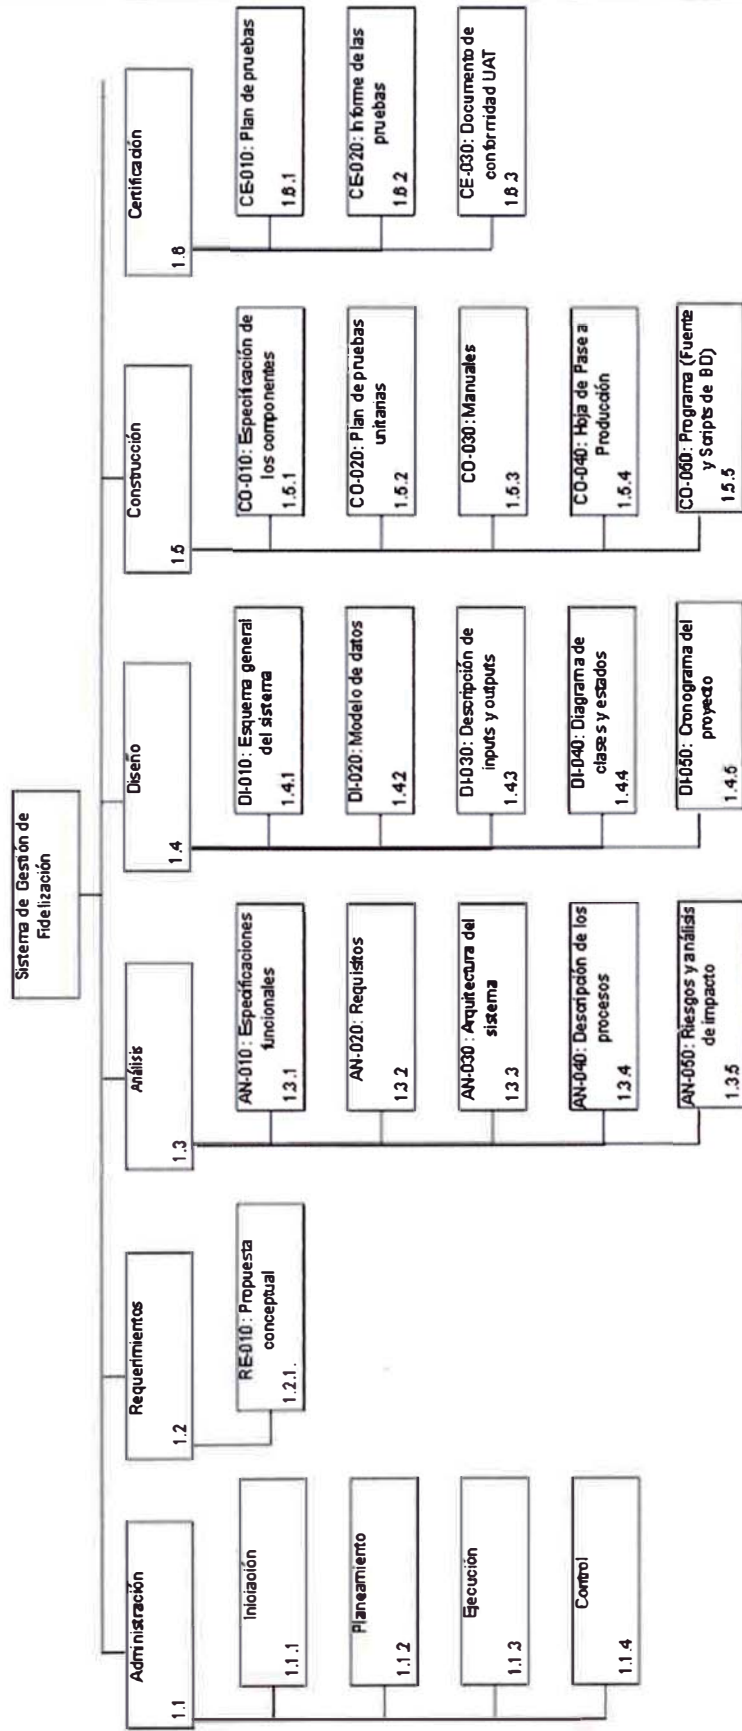 Sistema de Gestión de
Fidelización
Administración
1.1
Iniciación
1.1.1
Planeamiento
1.1.2
Ejecución
1.1.3
Control
1.1.4
Requerimientos
1.2
RE-010: Propuesta
conceptual
1.2.1.
Análisis
1.3
AN-010: Especificaciones
funcionales
1.3.1
AN-020: Requisitos
1.3.2
AN-030: Arquitectura del
sistema
1.3.3
AN-040: Descripción de los
procesos
1.3.4
AN-050: Riesgos y análisis
de impacto
1.3.5
Diseño
1.4
DI-010: Esquema general
del sistema
1.4.1
DI-020: Modelo de datos
1.4.2
DI-030: Descripción de
inputs y outputs
1.4.3
DI-040: Diagrama de
clases y estados
1.4.4
DI-050: Cronograma del
proyecto
1.4.5
Construcción
1.5
CO-010: Especificación de
los componentes
1.5.1
CO-020: Plan de pruebas
unitarias
1.5.2
CO-030: Manuales
1.5.3
CO-040: Hoja de Pase a
Producción
1.5.4
CO-050: Programa (Fuente
y Scripts de BD)
1.5.5
Certificación
1.6
CE-010: Plan de pruebas
1.6.1
CE-020: Informe de las
pruebas
1.6.2
CE-030: Documento de
conformidad UAT
1.6.3